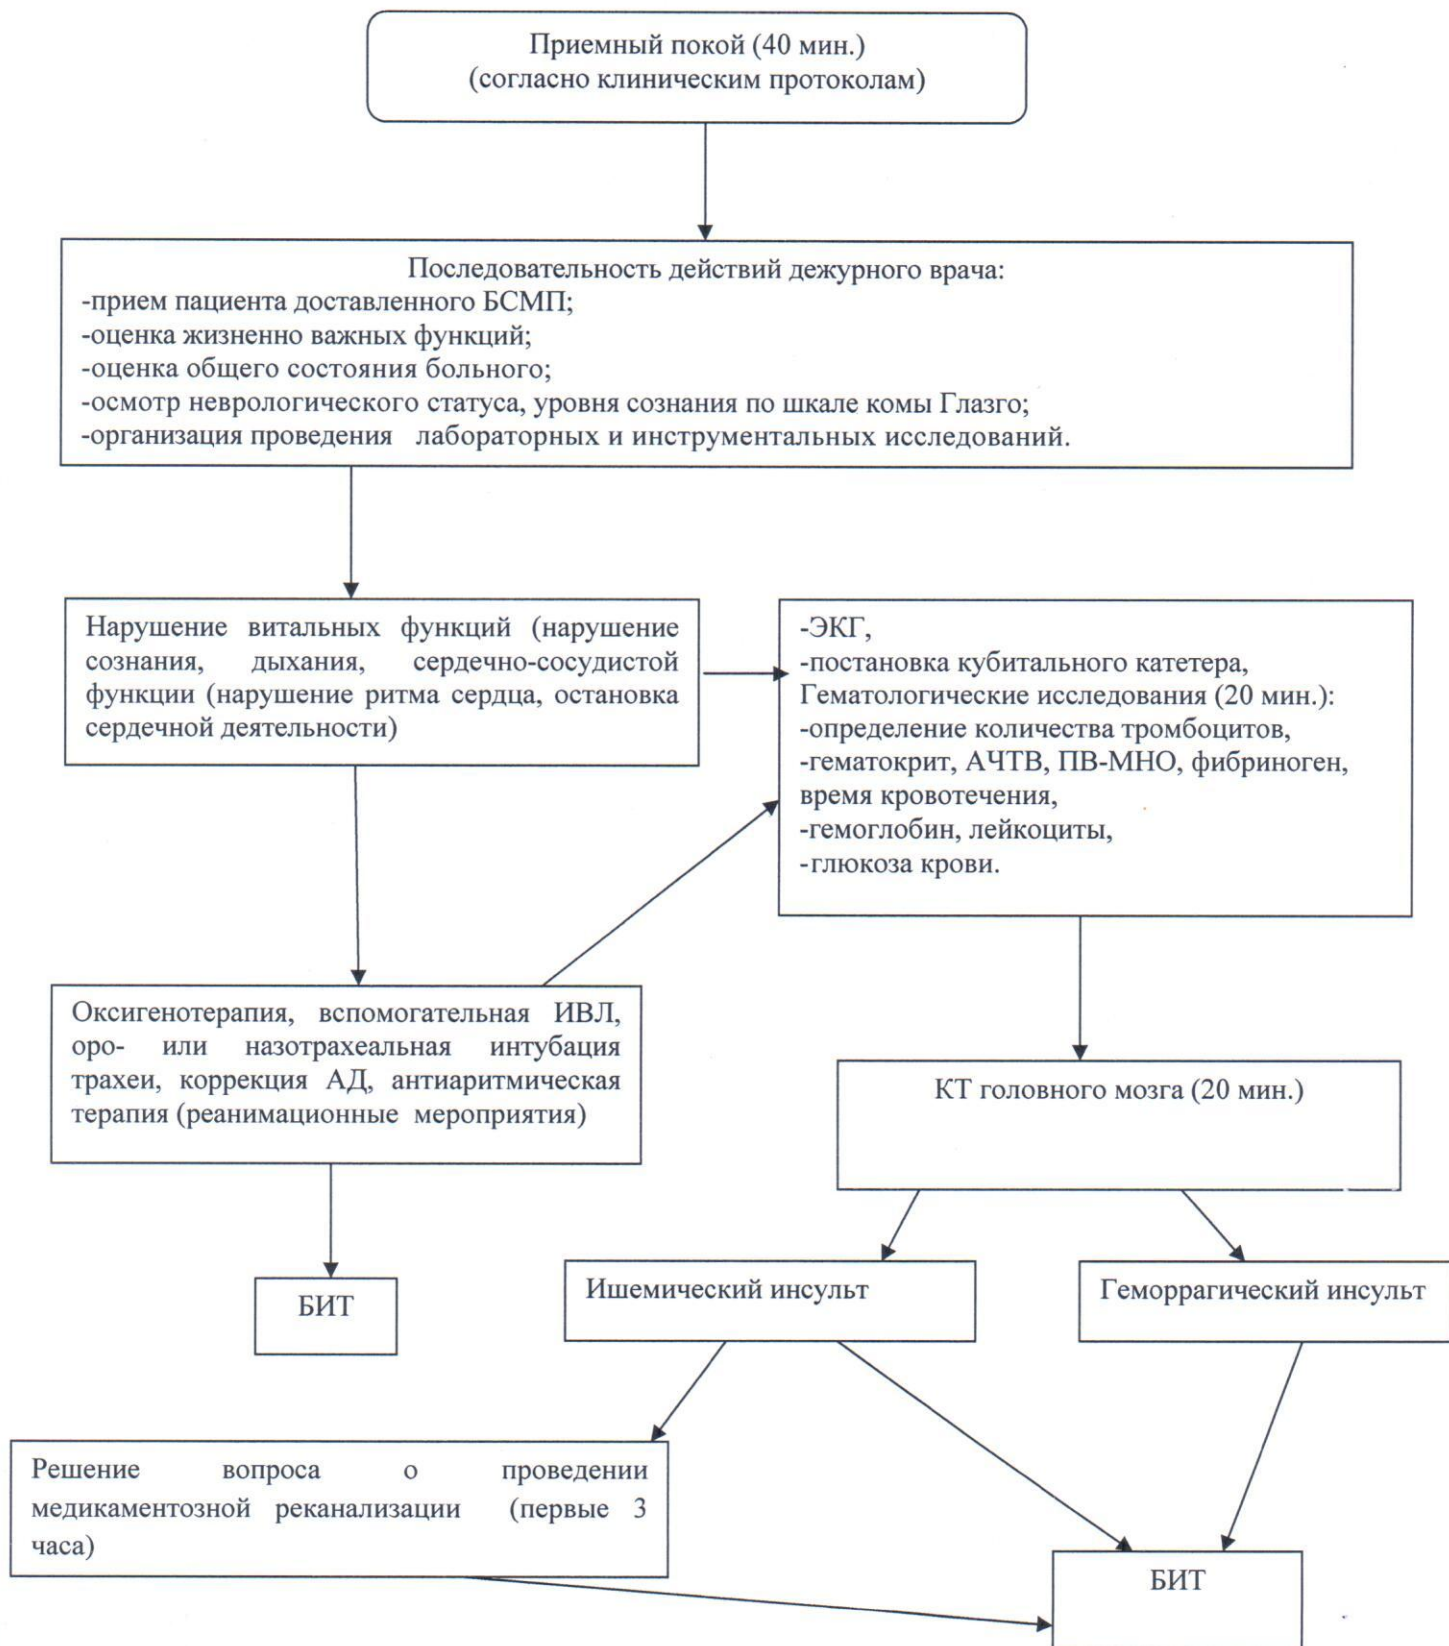 Приемный покой (40 мин.)
(согласно клиническим протоколам)
Последовательность действий дежурного врача:
-прием пациента доставленного БСМП;
-оценка жизненно важных функций;
-оценка общего состояния больного;
-осмотр неврологического статуса, уровня сознания по шкале комы Глазго;
-организация проведения лабораторных и инструментальных исследований.
Нарушение витальных функций (нарушение
сознания, дыхания, сердечно-сосудистой
функции (нарушение ритма сердца, остановка
сердечной деятельности)
-ЭКГ,
-постановка кубитального катетера,
Гематологические исследования (20 мин.):
-определение количества тромбоцитов,
-гематокрит, АЧТВ, ПВ-МНО, фибриноген,
время кровотечения,
-гемоглобин, лейкоциты,
-глюкоза крови.
Оксигенотерапия, вспомогательная ИВЛ,
оро- или назотрахеальная интубация
трахеи, коррекция АД, антиаритмическая
терапия (реанимационные мероприятия)
КТ головного мозга (20 мин.)
БИТ
Ишемический инсульт
Геморрагический инсульт
Решение вопроса о проведении
медикаментозной реканализации (первые 3
часа)
БИТ